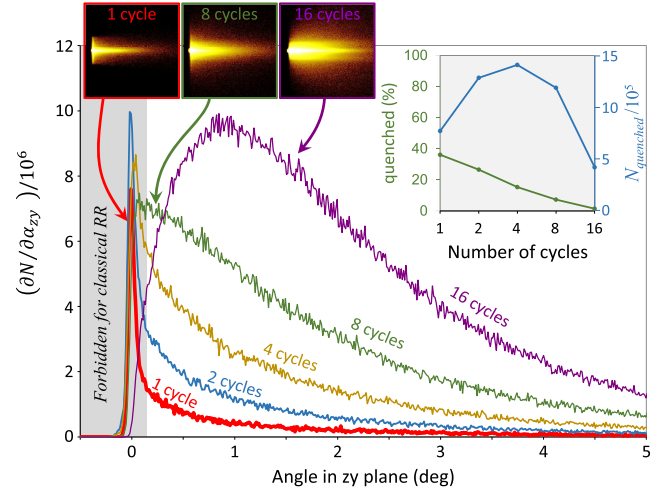 1 cycle
8 cycles
16 cycles
12
10
8
6
4
2
0
(∂N/∂α_zy)/10^6
Forbidden for classical RR
1 cycle
2 cycles
4 cycles
8 cycles
16 cycles
0
1
2
3
4
5
Angle in zy plane (deg)
100
80
60
40
20
0
quenched (%)
15
10
5
0
N_quenched/10^5
1
2
4
8
16
Number of cycles